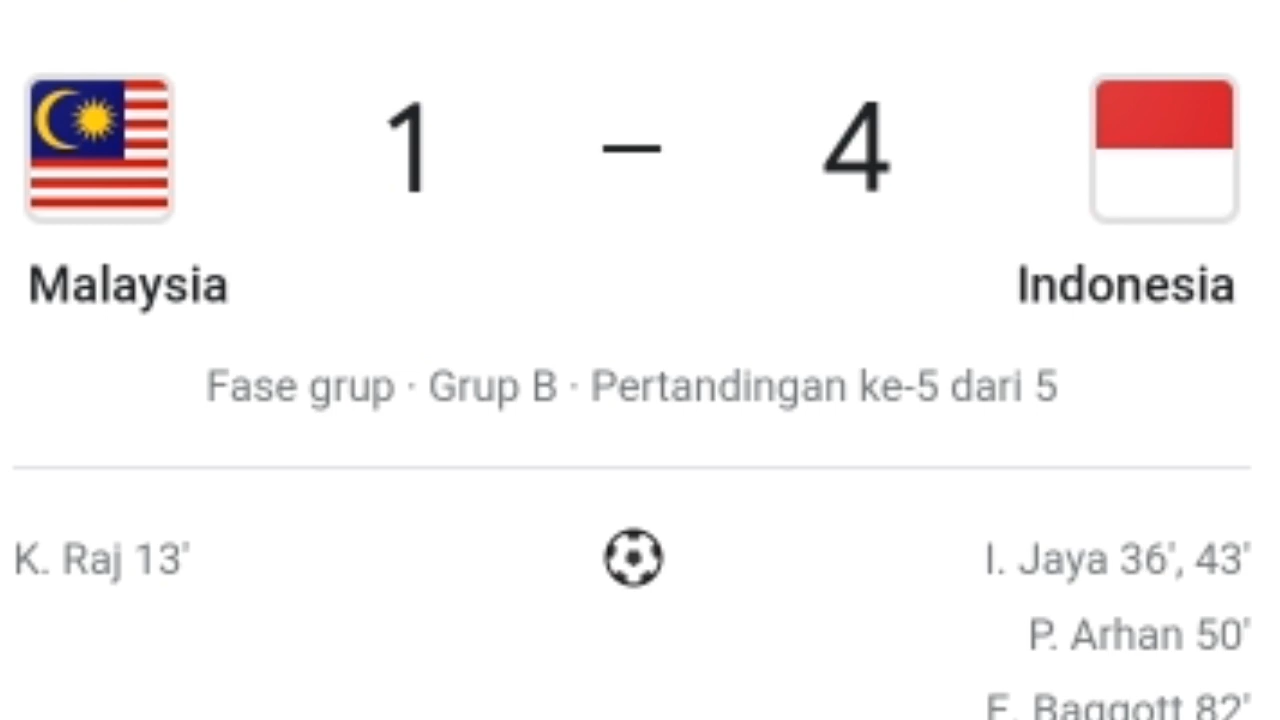 1 – 4
Malaysia Indonesia
Fase grup · Grup B · Pertandingan ke-5 dari 5
K. Raj 13' I. Jaya 36', 43'
P. Arhan 50'
E. Baggott 82'